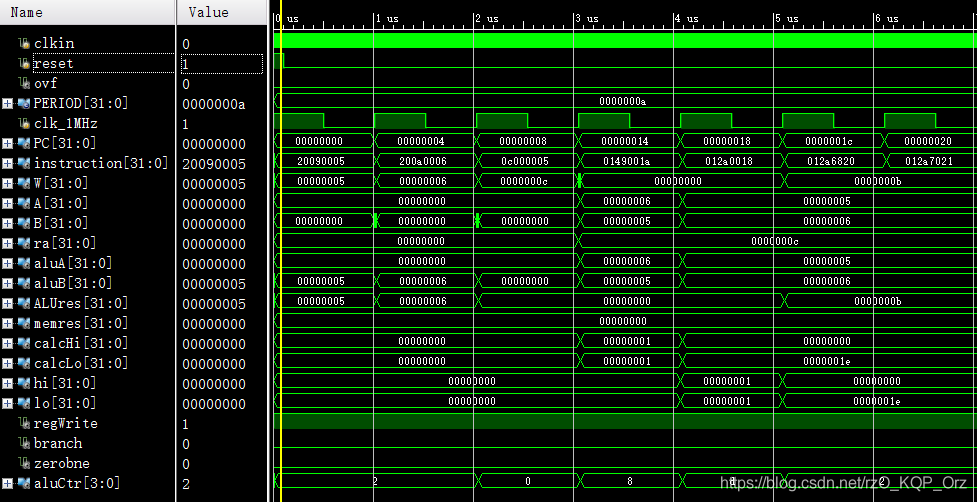 Name Value 0 us 1 us 2 us 3 us 4 us 5 us 6 us
clkin 0
reset 1
ovf 0
PERIOD[31:0] 0000000a 0000000a
clk_1MHz 1
PC[31:0] 00000000 00000000 00000004 00000008 00000014 00000018 0000001c 00000020
instruction[31:0] 20090005 20090005 200a0006 0c000005 0149001a 012a0018 012a6820 012a7021
W[31:0] 00000005 00000005 00000006 0000000c 00000000 0000000b
A[31:0] 00000000 00000000 00000006 00000005
B[31:0] 00000000 00000000 00000000 00000000 00000005 00000006
ra[31:0] 00000000 00000000 0000000c
aluA[31:0] 00000000 00000000 00000006 00000005
aluB[31:0] 00000005 00000005 00000006 00000000 00000005 00000006
ALUres[31:0] 00000005 00000005 00000006 00000000 0000000b
memres[31:0] 00000000 00000000
calcHi[31:0] 00000000 00000000 00000001 00000000
calcLo[31:0] 00000000 00000000 00000001 0000001e
hi[31:0] 00000000 00000000 00000001 00000000
lo[31:0] 00000000 00000000 00000001 0000001e
regWrite 1
branch 0
zerobne 0
aluCtr[3:0] 2 2 0 8 2
https://blog.csdn.net/rzO_KQP_Orz